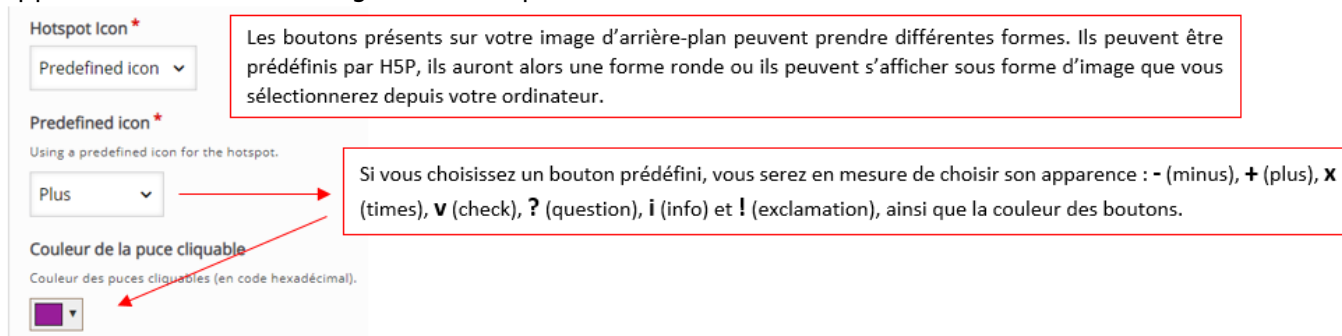 Hotspot Icon *
Predefined icon
Les boutons présents sur votre image d'arrière-plan peuvent prendre différentes formes. Ils peuvent être
prédéfinis par H5P, ils auront alors une forme ronde ou ils peuvent s'afficher sous forme d'image que vous
sélectionnerez depuis votre ordinateur.
Predefined icon *
Using a predefined icon for the hotspot.
Plus
Si vous choisissez un bouton prédéfini, vous serez en mesure de choisir son apparence : - (minus), + (plus), x
(times), v (check), ? (question), i (info) et ! (exclamation), ainsi que la couleur des boutons.
Couleur de la puce cliquable
Couleur des puces cliquables (en code hexadécimal).